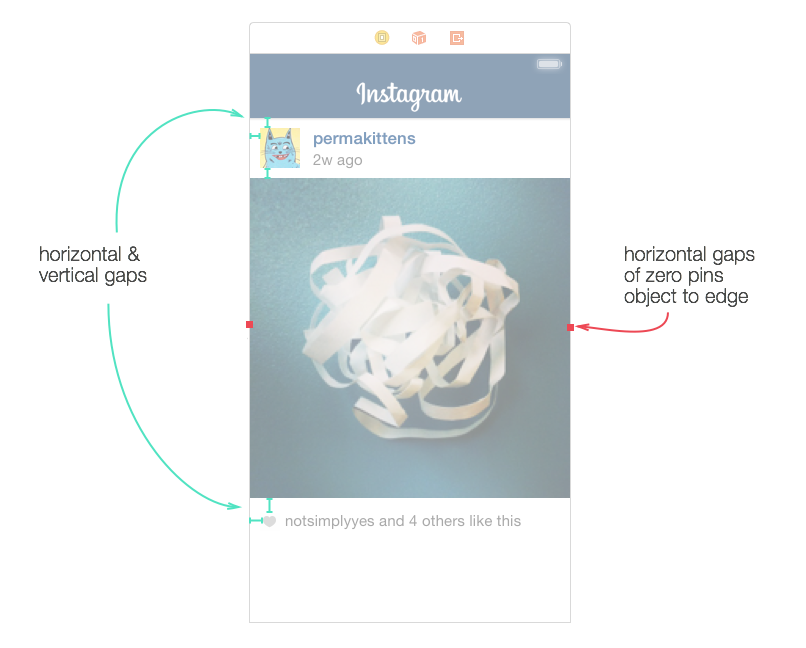 Instagram
permakittens
2w ago
horizontal &
vertical gaps
horizontal gaps
of zero pins
object to edge
notsimplyyes and 4 others like this